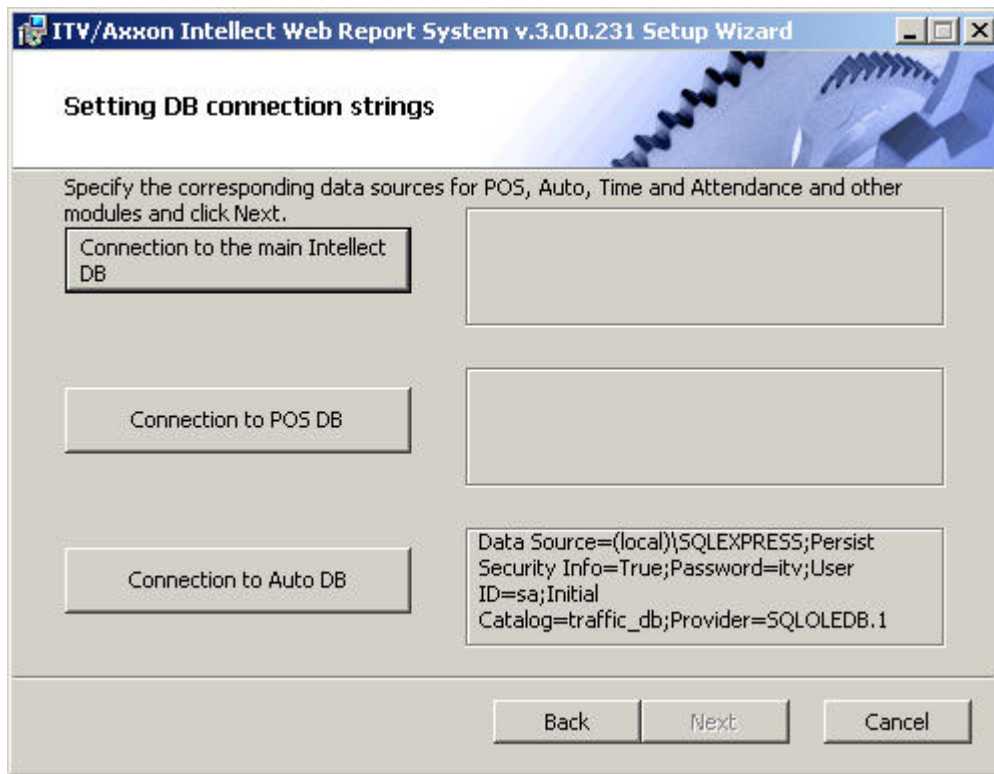 ITV/Axxon Intellect Web Report System v.3.0.0.231 Setup Wizard
Setting DB connection strings
Specify the corresponding data sources for POS, Auto, Time and Attendance and other
modules and click Next.
Connection to the main Intellect
DB
Connection to POS DB
Connection to Auto DB
Data Source=(local)\SQLEXPRESS;Persist
Security Info=True;Password=itv;User
ID=sa;Initial
Catalog=traffic_db;Provider=SQLOLEDB.1
Back
Next
Cancel